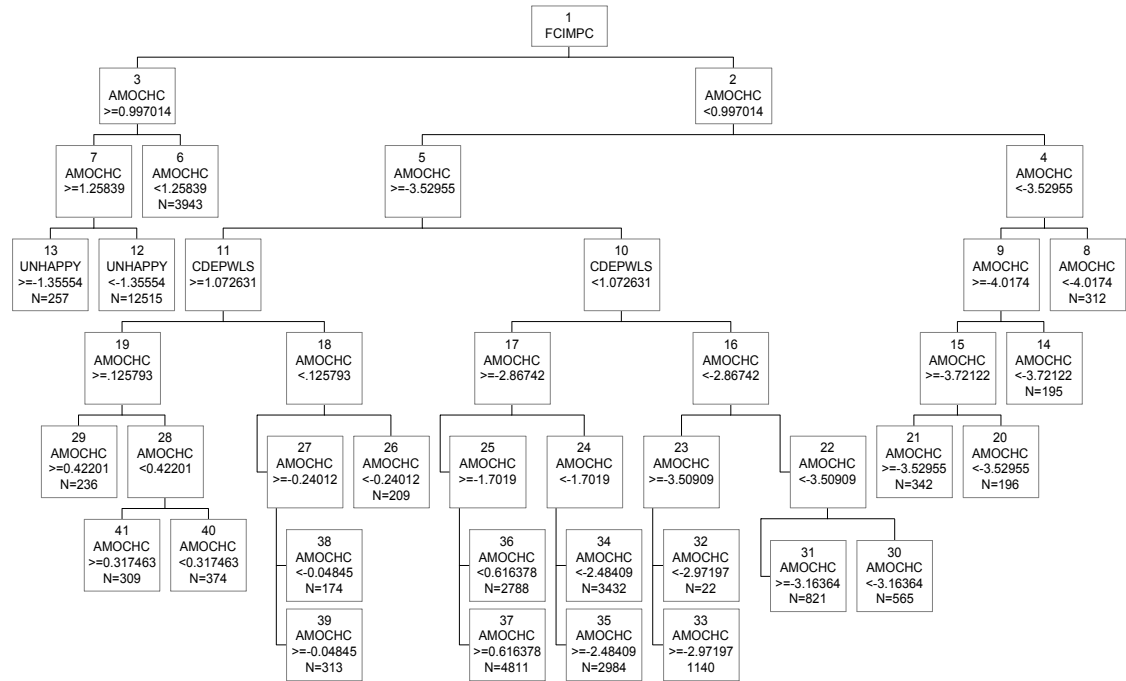 1
FCIMPC
3
AMOCHC
>=0.997014
2
AMOCHC
<0.997014
7
AMOCHC
>=1.25839
6
AMOCHC
<1.25839
N=3943
5
AMOCHC
>=-3.52955
4
AMOCHC
<-3.52955
13
UNHAPPY
>=-1.35554
N=257
12
UNHAPPY
<-1.35554
N=12515
11
CDEPWLS
>=1.072631
10
CDEPWLS
<1.072631
9
AMOCHC
>=-4.0174
8
AMOCHC
<-4.0174
N=312
19
AMOCHC
>=.125793
18
AMOCHC
<.125793
17
AMOCHC
>=-2.86742
16
AMOCHC
<-2.86742
15
AMOCHC
>=-3.72122
14
AMOCHC
<-3.72122
N=195
29
AMOCHC
>=0.42201
N=236
28
AMOCHC
<0.42201
27
AMOCHC
>=-0.24012
26
AMOCHC
<-0.24012
N=209
25
AMOCHC
>=-1.7019
24
AMOCHC
<-1.7019
23
AMOCHC
>=-3.50909
22
AMOCHC
<-3.50909
21
AMOCHC
>=-3.52955
N=342
20
AMOCHC
<-3.52955
N=196
41
AMOCHC
>=0.317463
N=309
40
AMOCHC
<0.317463
N=374
38
AMOCHC
<-0.04845
N=174
36
AMOCHC
<0.616378
N=2788
34
AMOCHC
<-2.48409
N=3432
32
AMOCHC
<-2.97197
N=22
31
AMOCHC
>=-3.16364
N=821
30
AMOCHC
<-3.16364
N=565
39
AMOCHC
>=-0.04845
N=313
37
AMOCHC
>=0.616378
N=4811
35
AMOCHC
>=-2.48409
N=2984
33
AMOCHC
>=-2.97197
1140